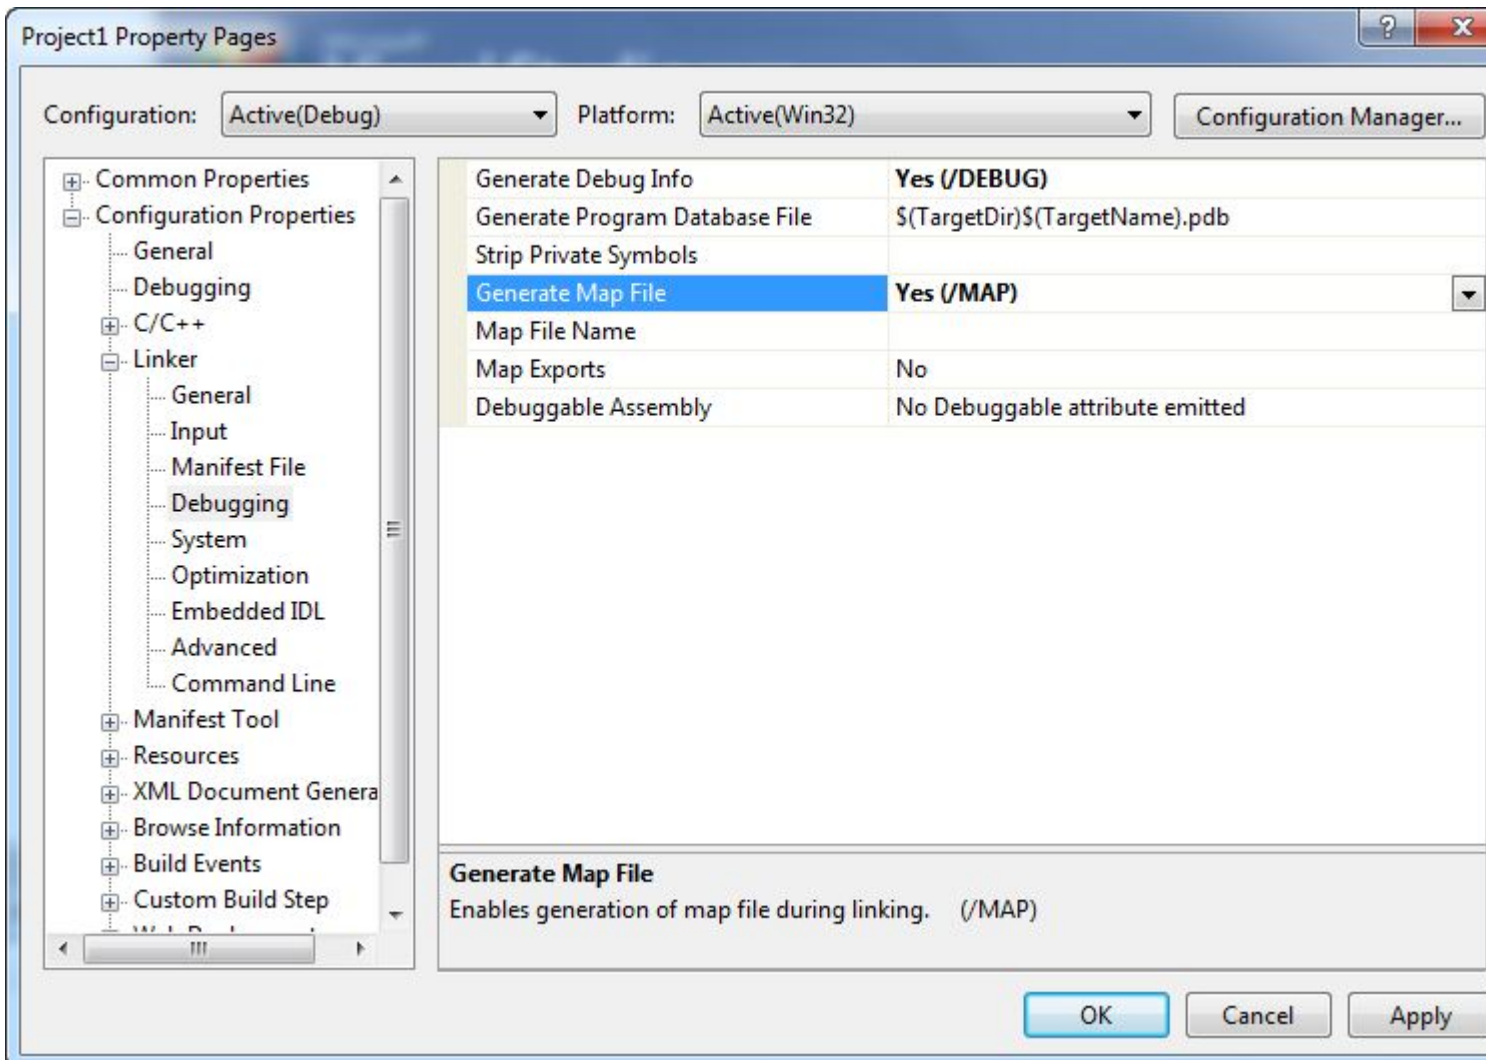 Project1 Property Pages
Configuration: Active(Debug) Platform: Active(Win32) Configuration Manager...
Common Properties
Configuration Properties
General
Debugging
C/C++
Linker
General
Input
Manifest File
Debugging
System
Optimization
Embedded IDL
Advanced
Command Line
Manifest Tool
Resources
XML Document Genera
Browse Information
Build Events
Custom Build Step
Generate Debug Info Yes (/DEBUG)
Generate Program Database File $(TargetDir)$(TargetName).pdb
Strip Private Symbols
Generate Map File Yes (/MAP)
Map File Name
Map Exports No
Debuggable Assembly No Debuggable attribute emitted
Generate Map File
Enables generation of map file during linking. (/MAP)
OK Cancel Apply